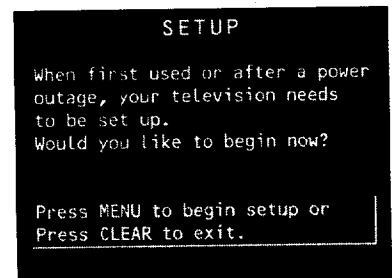 SETUP
When first used or after a power
outage, your television needs
to be set up.
Would you like to begin now?
Press MENU to begin setup or
Press CLEAR to exit.